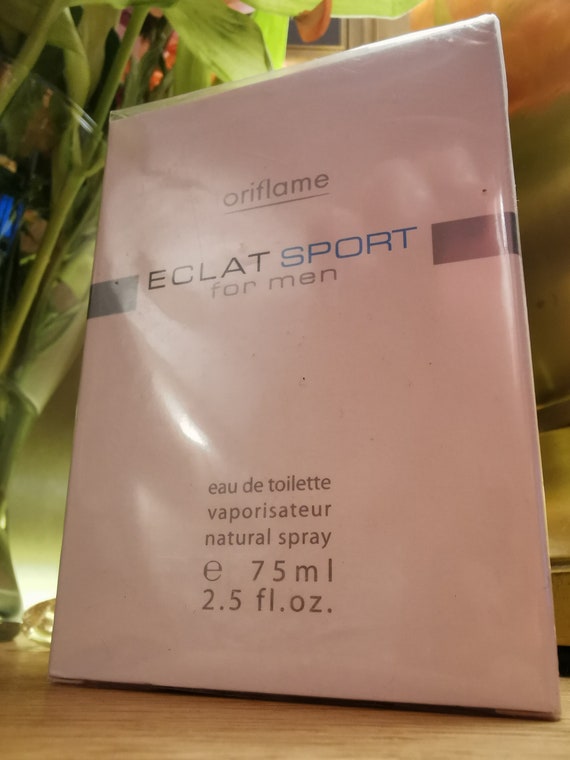 oriflame
ECLAT SPORT
for men
eau de toilette
vaporisateur
natural spray
℮ 75ml
2.5 fl.oz.